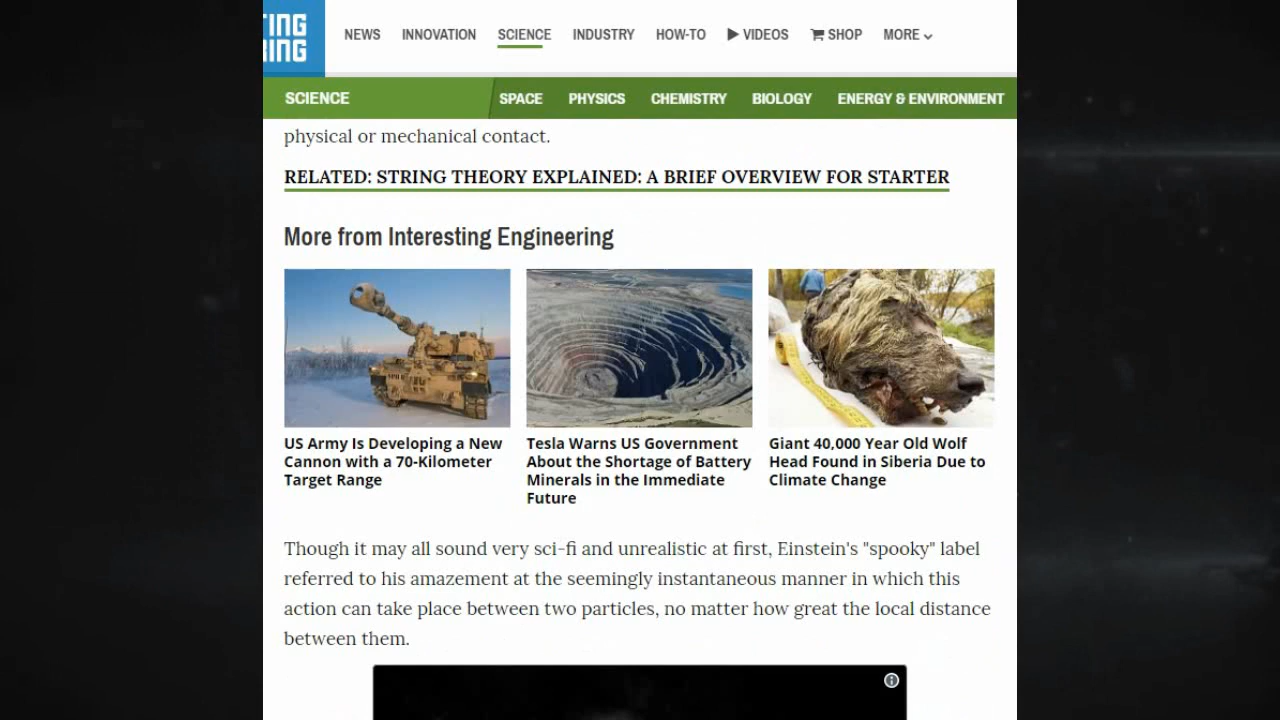 ING
ING
NEWS INNOVATION SCIENCE INDUSTRY HOW-TO VIDEOS SHOP MORE
SCIENCE SPACE PHYSICS CHEMISTRY BIOLOGY ENERGY & ENVIRONMENT
physical or mechanical contact.
RELATED: STRING THEORY EXPLAINED: A BRIEF OVERVIEW FOR STARTER
More from Interesting Engineering
US Army Is Developing a New
Cannon with a 70-Kilometer
Target Range
Tesla Warns US Government
About the Shortage of Battery
Minerals in the Immediate
Future
Giant 40,000 Year Old Wolf
Head Found in Siberia Due to
Climate Change
Though it may all sound very sci-fi and unrealistic at first, Einstein's "spooky" label
referred to his amazement at the seemingly instantaneous manner in which this
action can take place between two particles, no matter how great the local distance
between them.